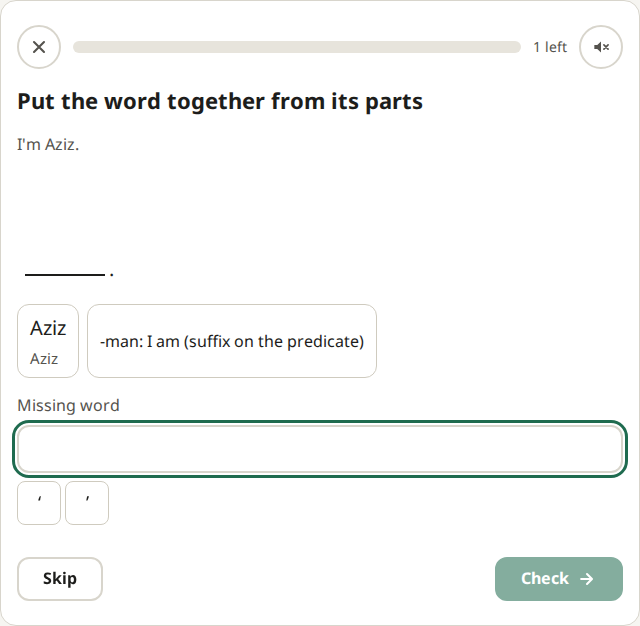 1 left
Put the word together from its parts
I'm Aziz.
.
Aziz
Aziz
-man: I am (suffix on the predicate)
Missing word
ʻ
ʼ
Skip
Check →